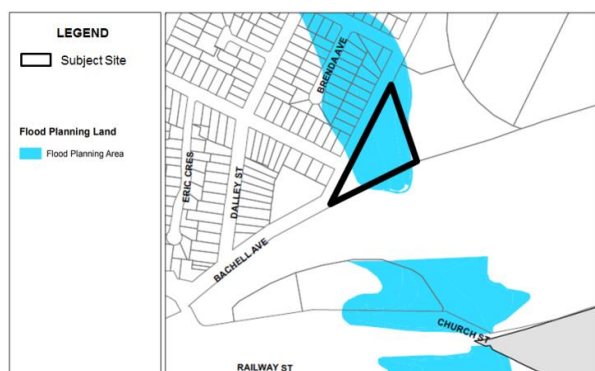 LEGEND
Subject Site
Flood Planning Land
Flood Planning Area
BRENDA AVE
ERIC CRES
DALLEY ST
BACHELL AVE
CHURCH ST
RAILWAY ST